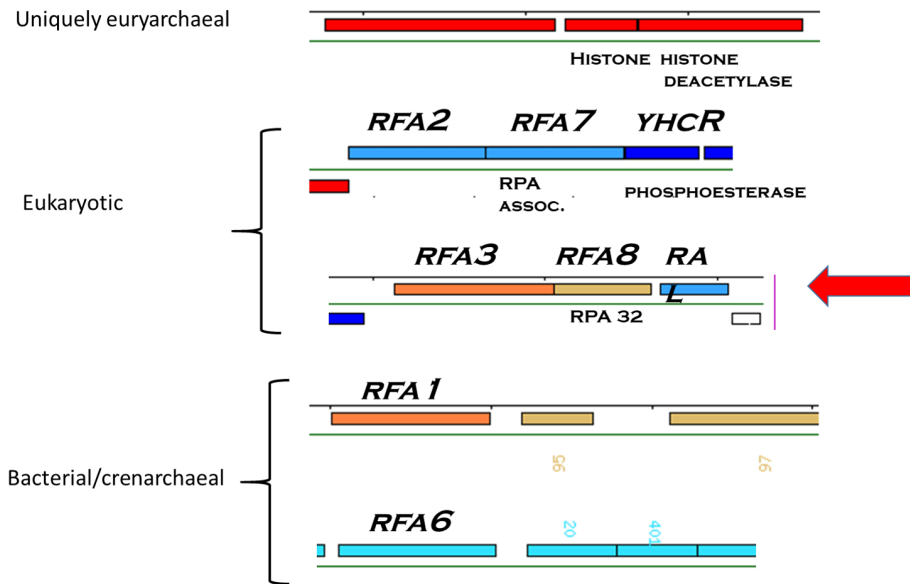 Uniquely euryarchaeal
HISTONE HISTONE
DEACETYLASE
RFA2 RFA7 YHCR
Eukaryotic
RPA
ASSOC.
PHOSPHOESTERASE
RFA3 RFA8 RA
L
RPA 32
RFA1
Bacterial/crenarchaeal
95 97
RFA6
20 401